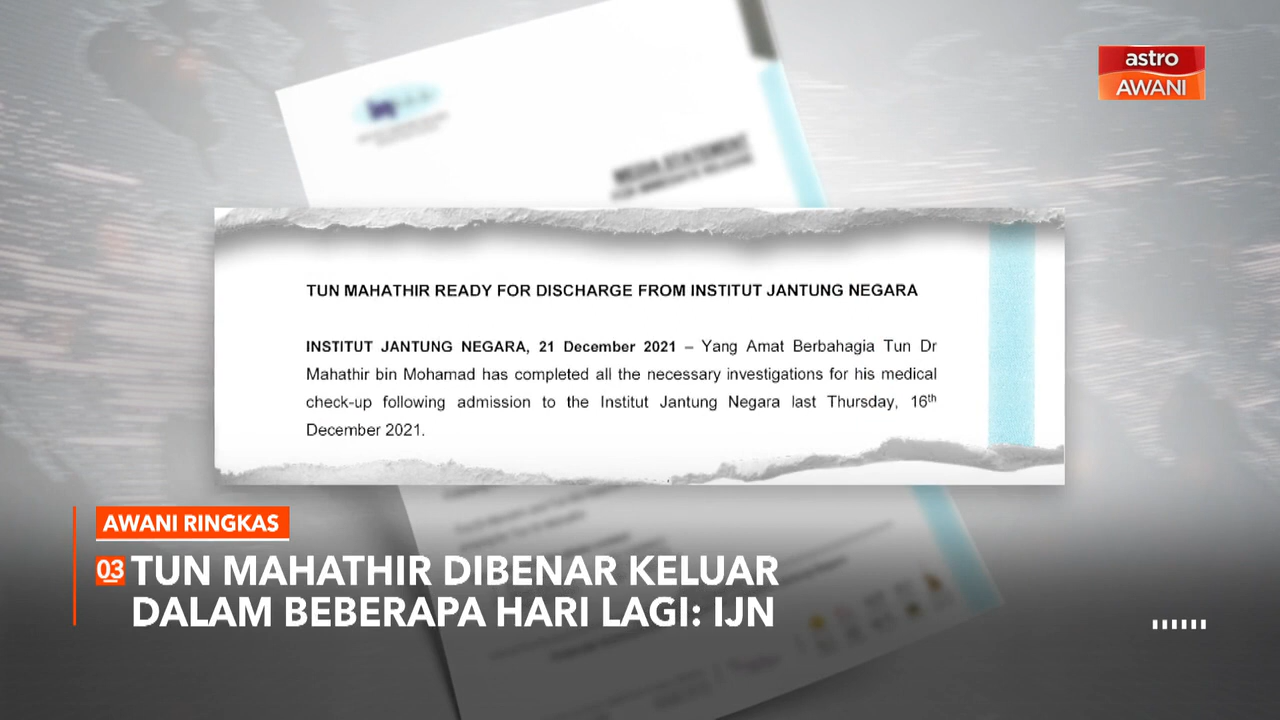 astro
AWANI
MEDIA STATEMENT
TUN MAHATHIR READY FOR DISCHARGE FROM INSTITUT JANTUNG NEGARA
INSTITUT JANTUNG NEGARA, 21 December 2021 – Yang Amat Berbahagia Tun Dr
Mahathir bin Mohamad has completed all the necessary investigations for his medical
check-up following admission to the Institut Jantung Negara last Thursday, 16th
December 2021.
AWANI RINGKAS
03 TUN MAHATHIR DIBENAR KELUAR
DALAM BEBERAPA HARI LAGI: IJN